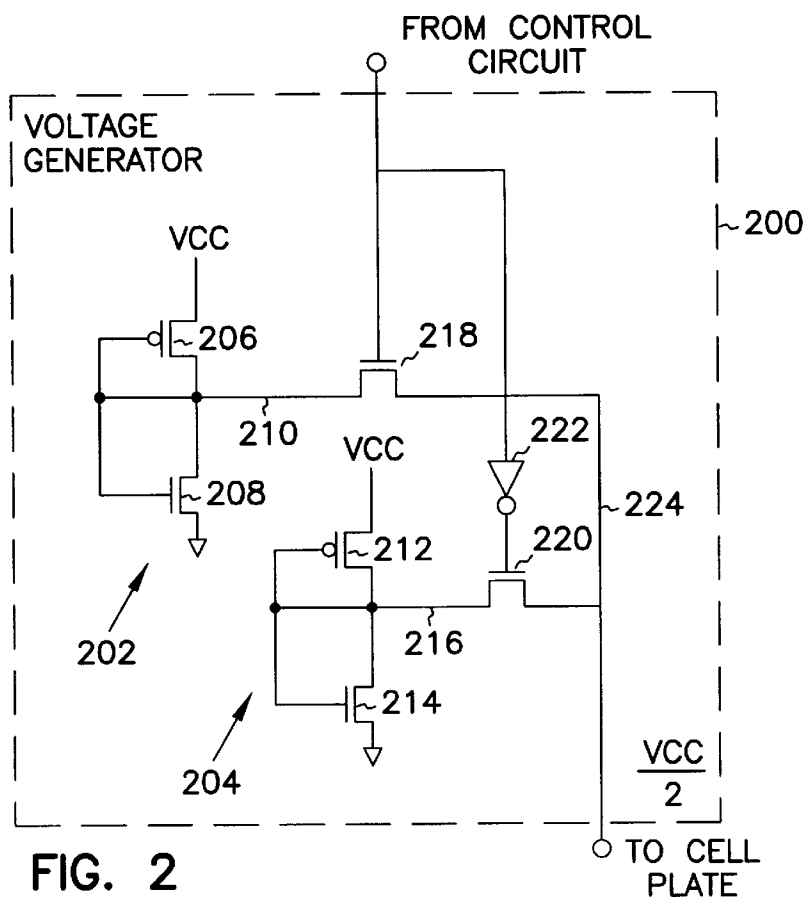 FROM CONTROL
CIRCUIT
VOLTAGE
GENERATOR
200
VCC
206
218
210
VCC
222
208
224
212
220
202
216
214
204
VCC
2
TO CELL
PLATE
FIG. 2